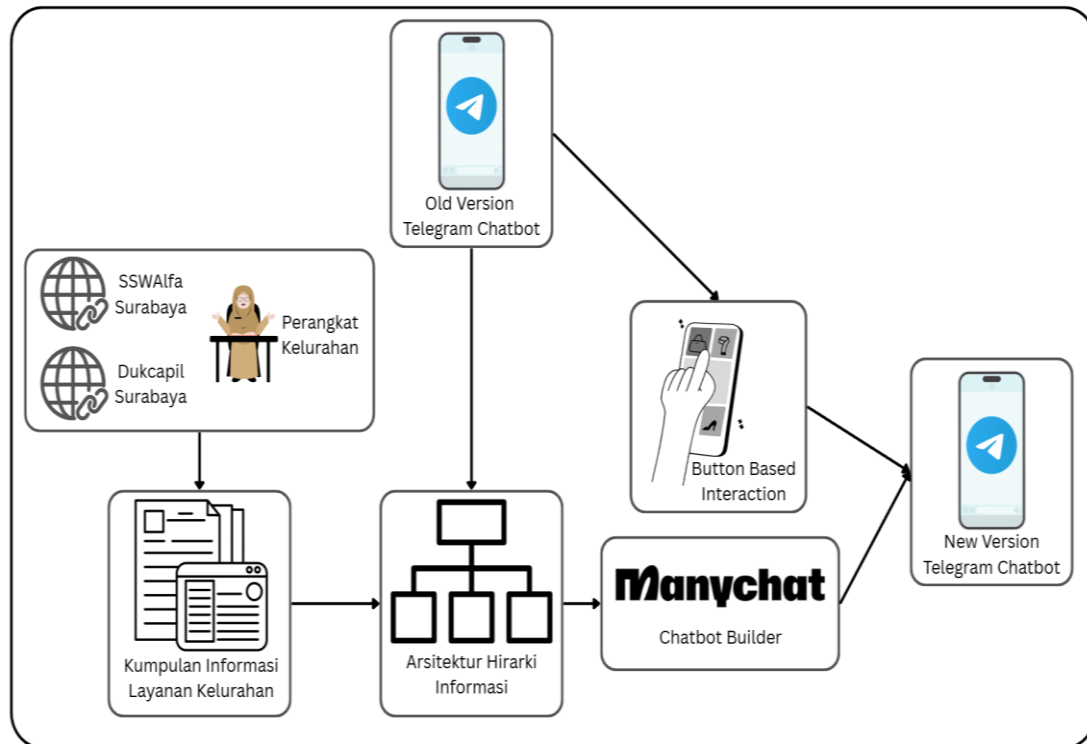 Old Version
Telegram Chatbot
SSWAlfa
Surabaya
Perangkat
Kelurahan
Dukcapil
Surabaya
Button Based
Interaction
New Version
Telegram Chatbot
Manychat
Chatbot Builder
Kumpulan Informasi
Layanan Kelurahan
Arsitektur Hirarki
Informasi